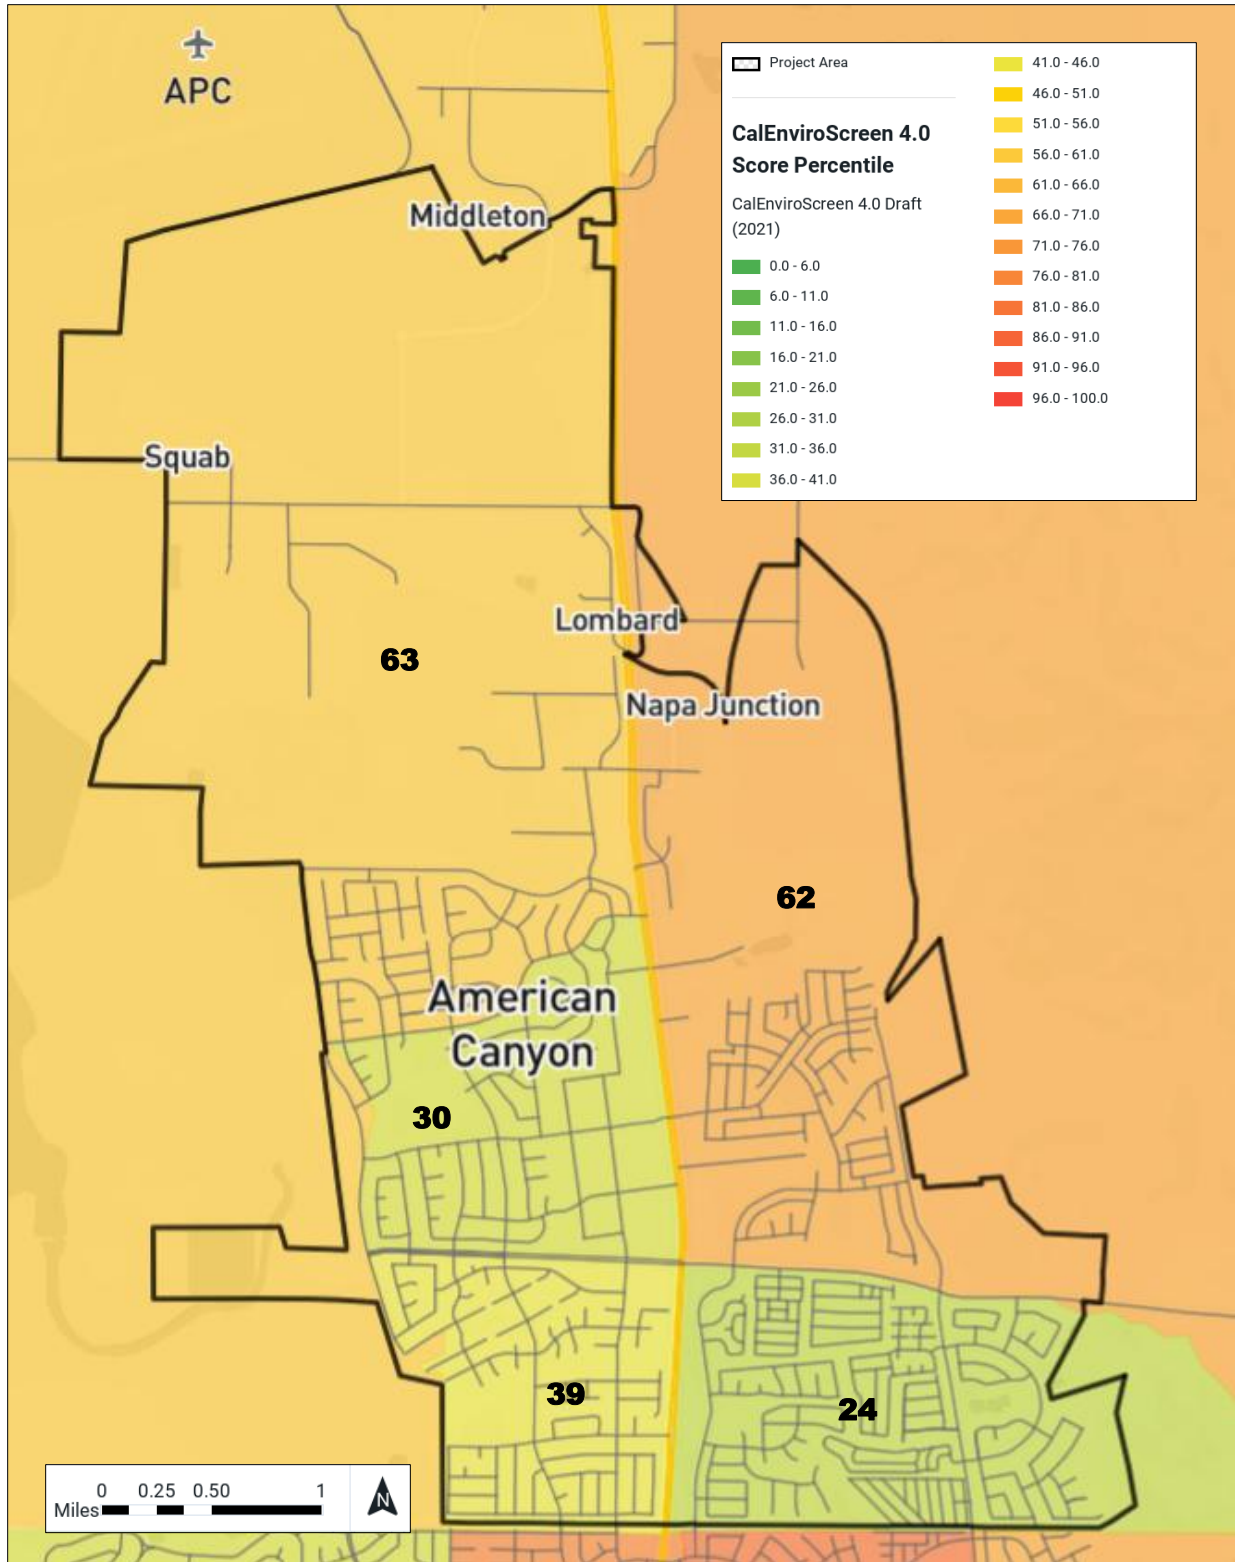 APC
Middleton
Squab
Lombard
63
Napa Junction
62
American
Canyon
30
39
24
Project Area
CalEnviroScreen 4.0
Score Percentile
CalEnviroScreen 4.0 Draft
(2021)
0.0 - 6.0
6.0 - 11.0
11.0 - 16.0
16.0 - 21.0
21.0 - 26.0
26.0 - 31.0
31.0 - 36.0
36.0 - 41.0
41.0 - 46.0
46.0 - 51.0
51.0 - 56.0
56.0 - 61.0
61.0 - 66.0
66.0 - 71.0
71.0 - 76.0
76.0 - 81.0
81.0 - 86.0
86.0 - 91.0
91.0 - 96.0
96.0 - 100.0
0 0.25 0.50 1
Miles
N